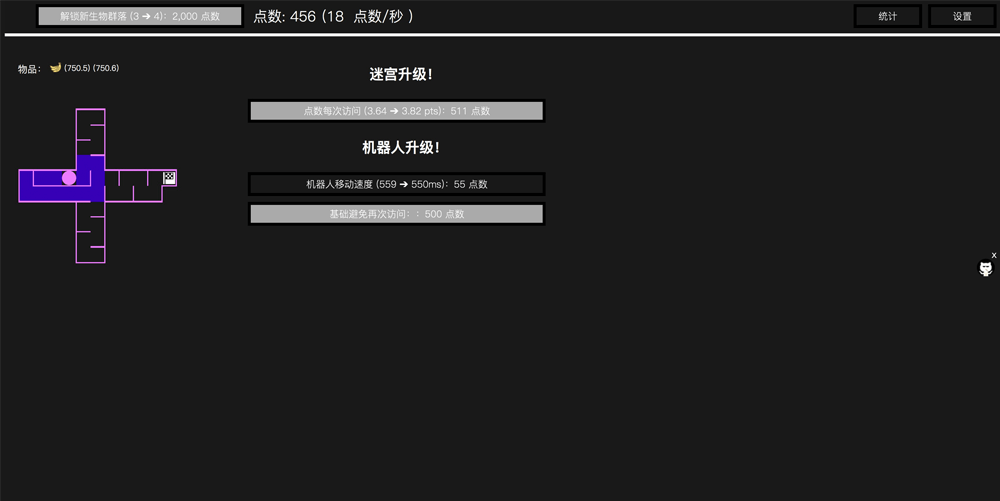 解锁新生物群落 (3 ➔ 4)：2,000 点数
点数: 456 (18 点数/秒 )
统计
设置
物品： (750.5) (750.6)
迷宫升级！
点数每次访问 (3.64 ➔ 3.82 pts)：511 点数
机器人升级！
机器人移动速度 (559 ➔ 550ms)：55 点数
基础避免再次访问：：500 点数
x